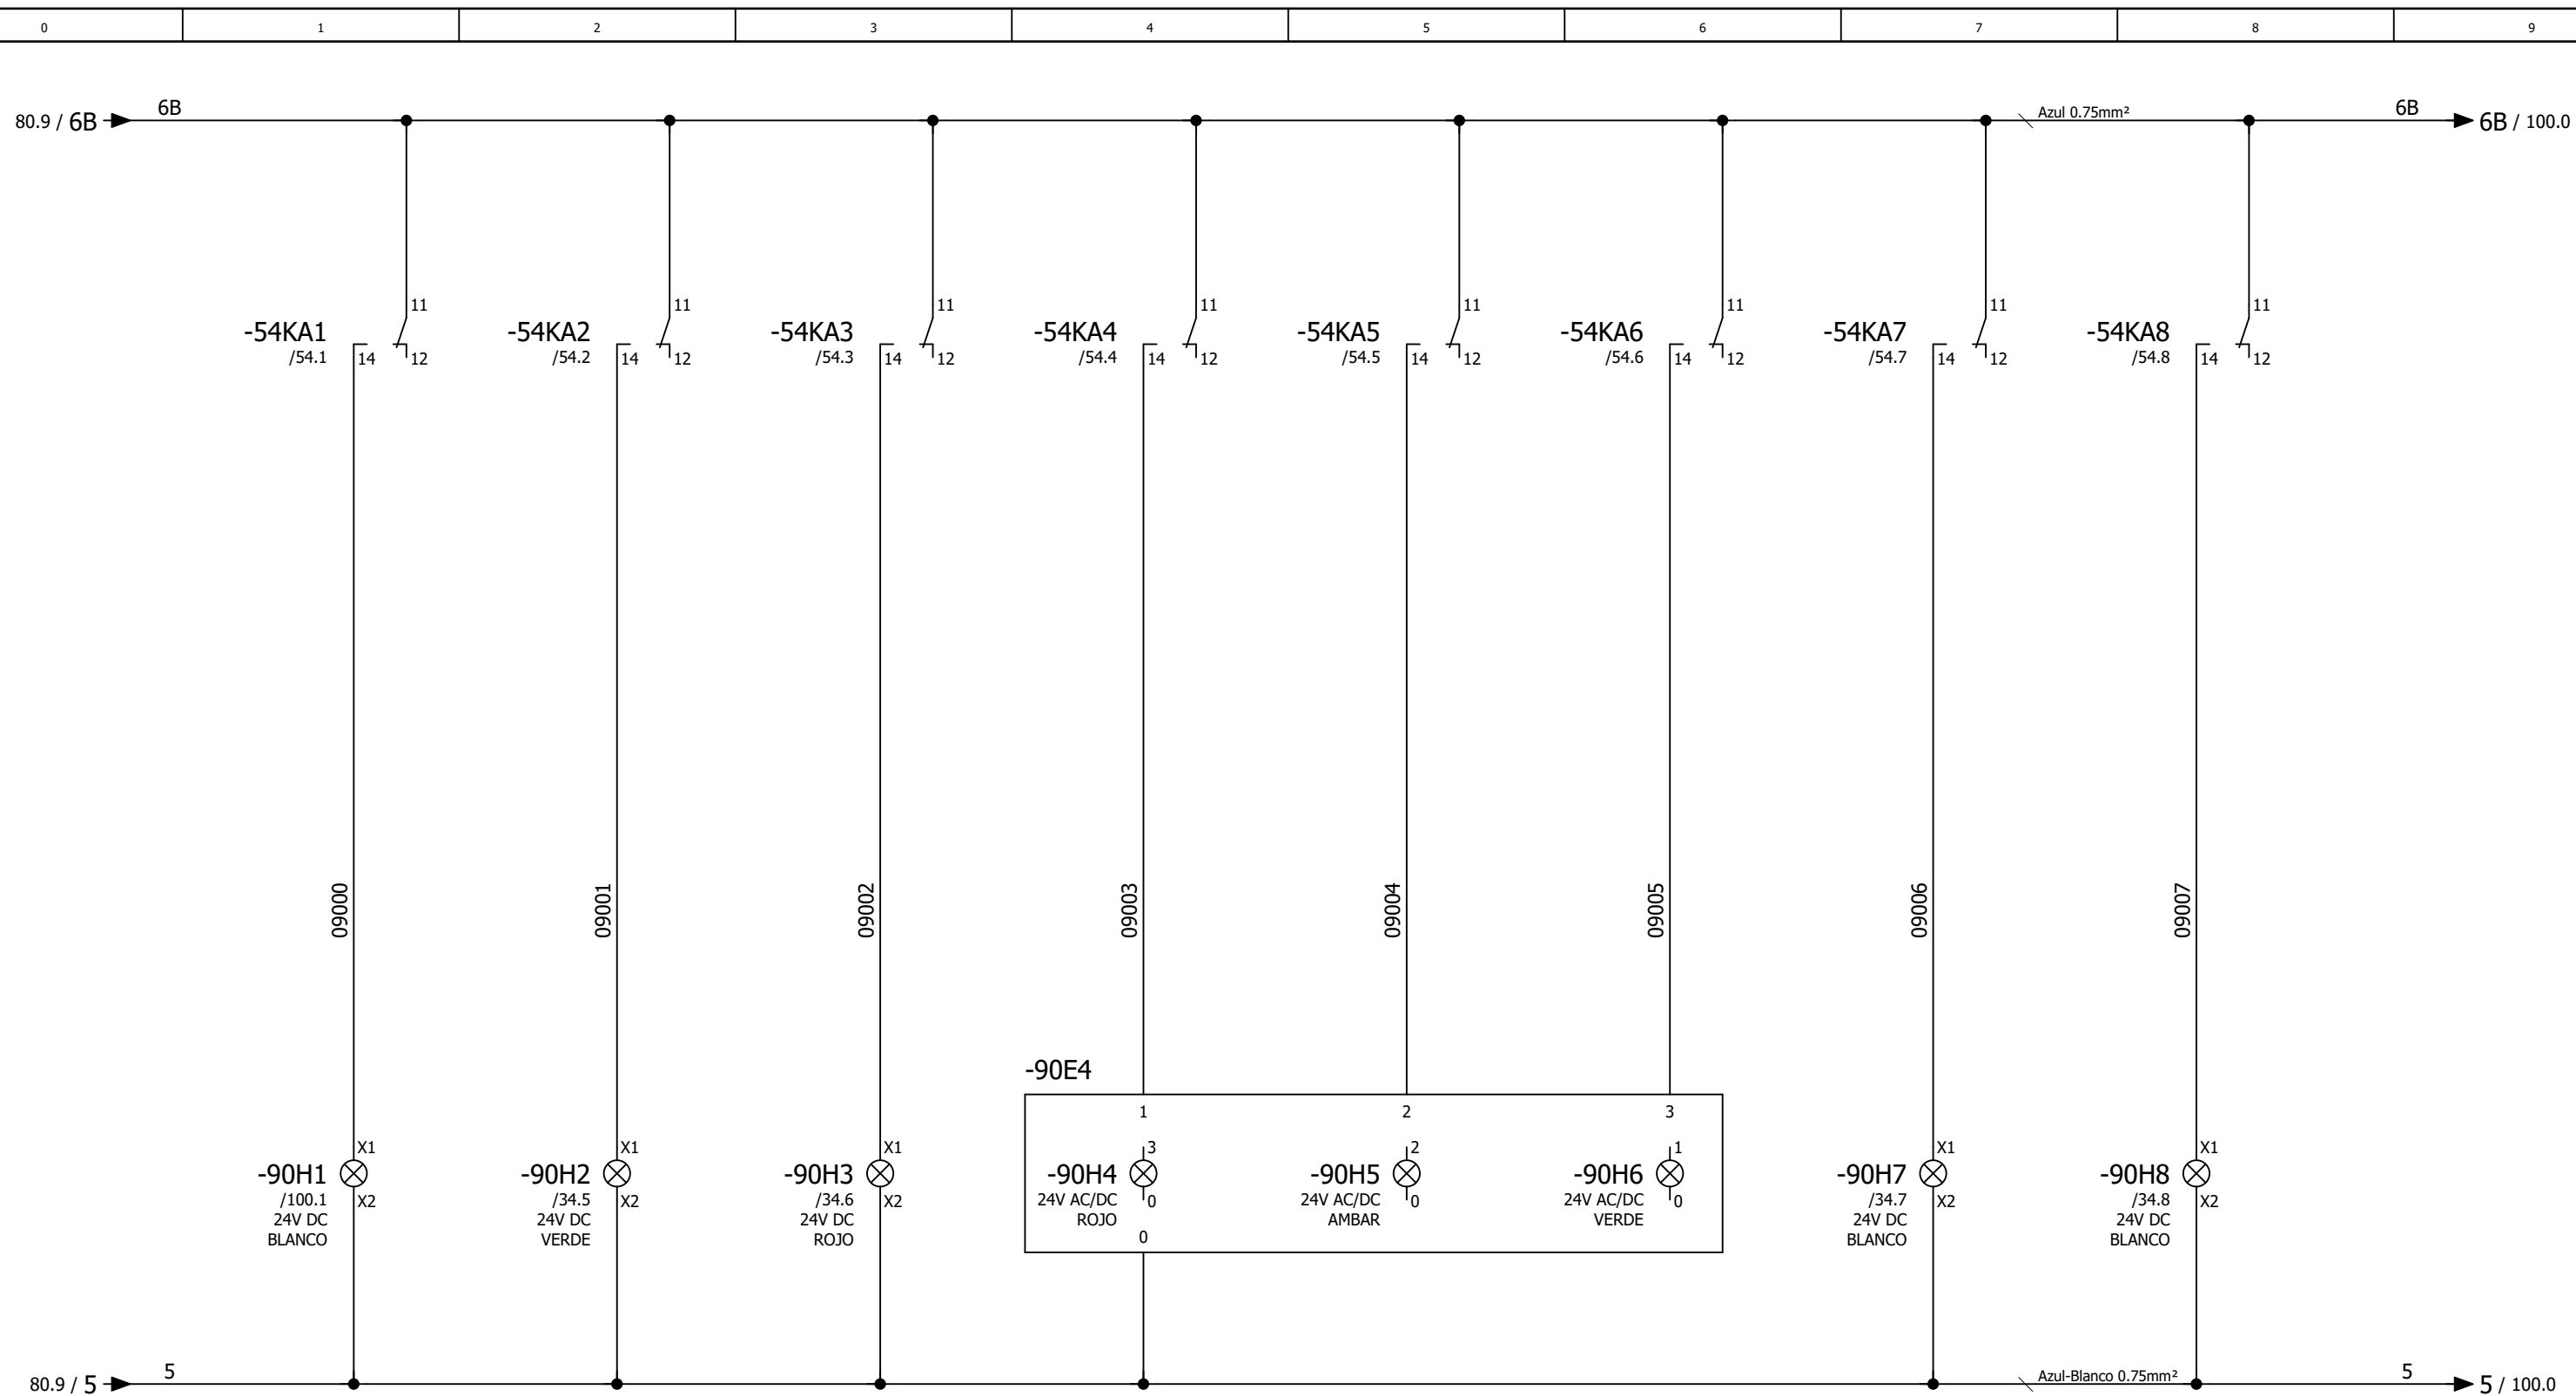 0 1 2 3 4 5 6 7 8 9
6B Azul 0.75mm² 6B
80.9 / 6B 6B / 100.0
11 11 11 11 11 11 11 11
-54KA1 -54KA2 -54KA3 -54KA4 -54KA5 -54KA6 -54KA7 -54KA8
/54.1 14 12 /54.2 14 12 /54.3 14 12 /54.4 14 12 /54.5 14 12 /54.6 14 12 /54.7 14 12 /54.8 14 12
09000 09001 09002 09003 09004 09005 09006 09007
-90E4
1 2 3
X1 X1 X1 3 2 1 X1 X1
-90H1 -90H2 -90H3 -90H4 -90H5 -90H6 -90H7 -90H8
/100.1 X2 /34.5 X2 /34.6 X2 24V AC/DC 0 24V AC/DC 0 24V AC/DC 0 /34.7 X2 /34.8 X2
24V DC 24V DC 24V DC ROJO AMBAR VERDE 24V DC 24V DC
BLANCO VERDE ROJO 0 BLANCO BLANCO
5 Azul-Blanco 0.75mm² 5
80.9 / 5 5 / 100.0